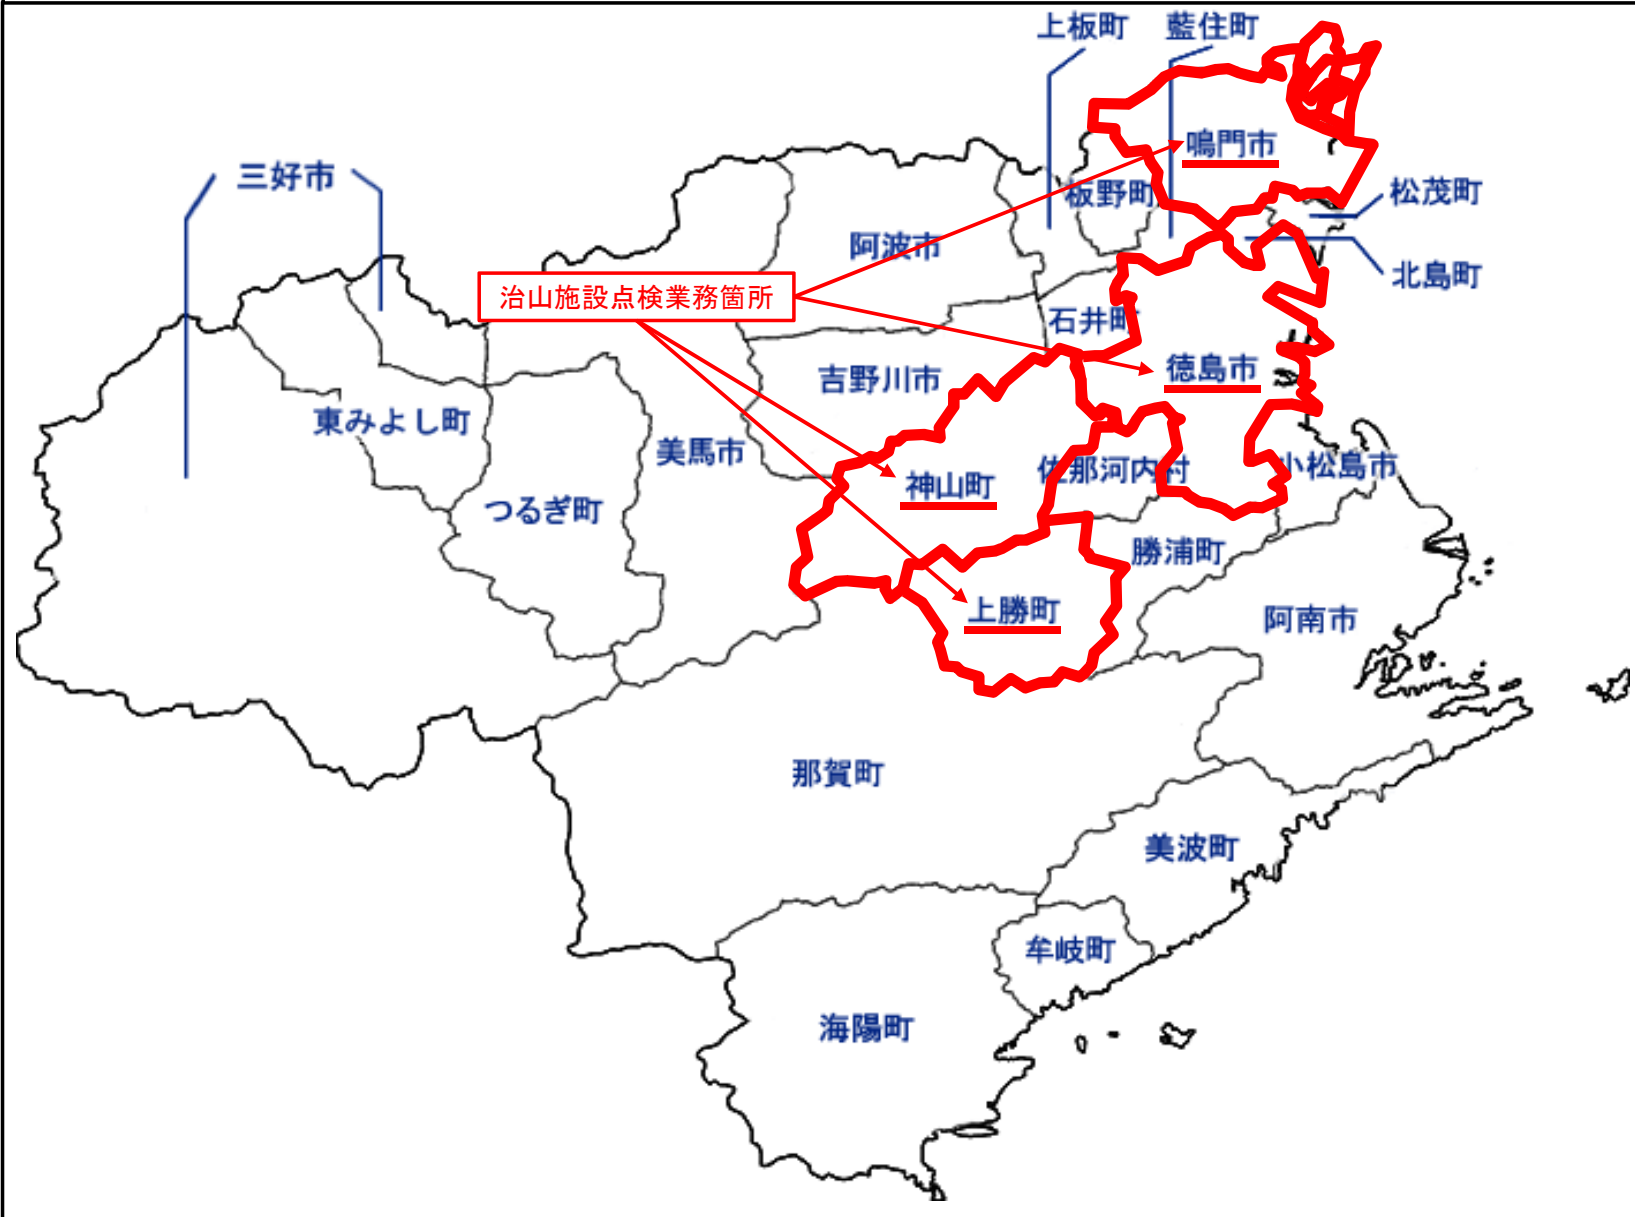 上板町
藍住町
鳴門市
三好市
板野町
松茂町
阿波市
北島町
治山施設点検業務箇所
石井町
徳島市
吉野川市
東みよし町
美馬市
佐那河内村
小松島市
神山町
つるぎ町
勝浦町
上勝町
阿南市
那賀町
美波町
牟岐町
海陽町